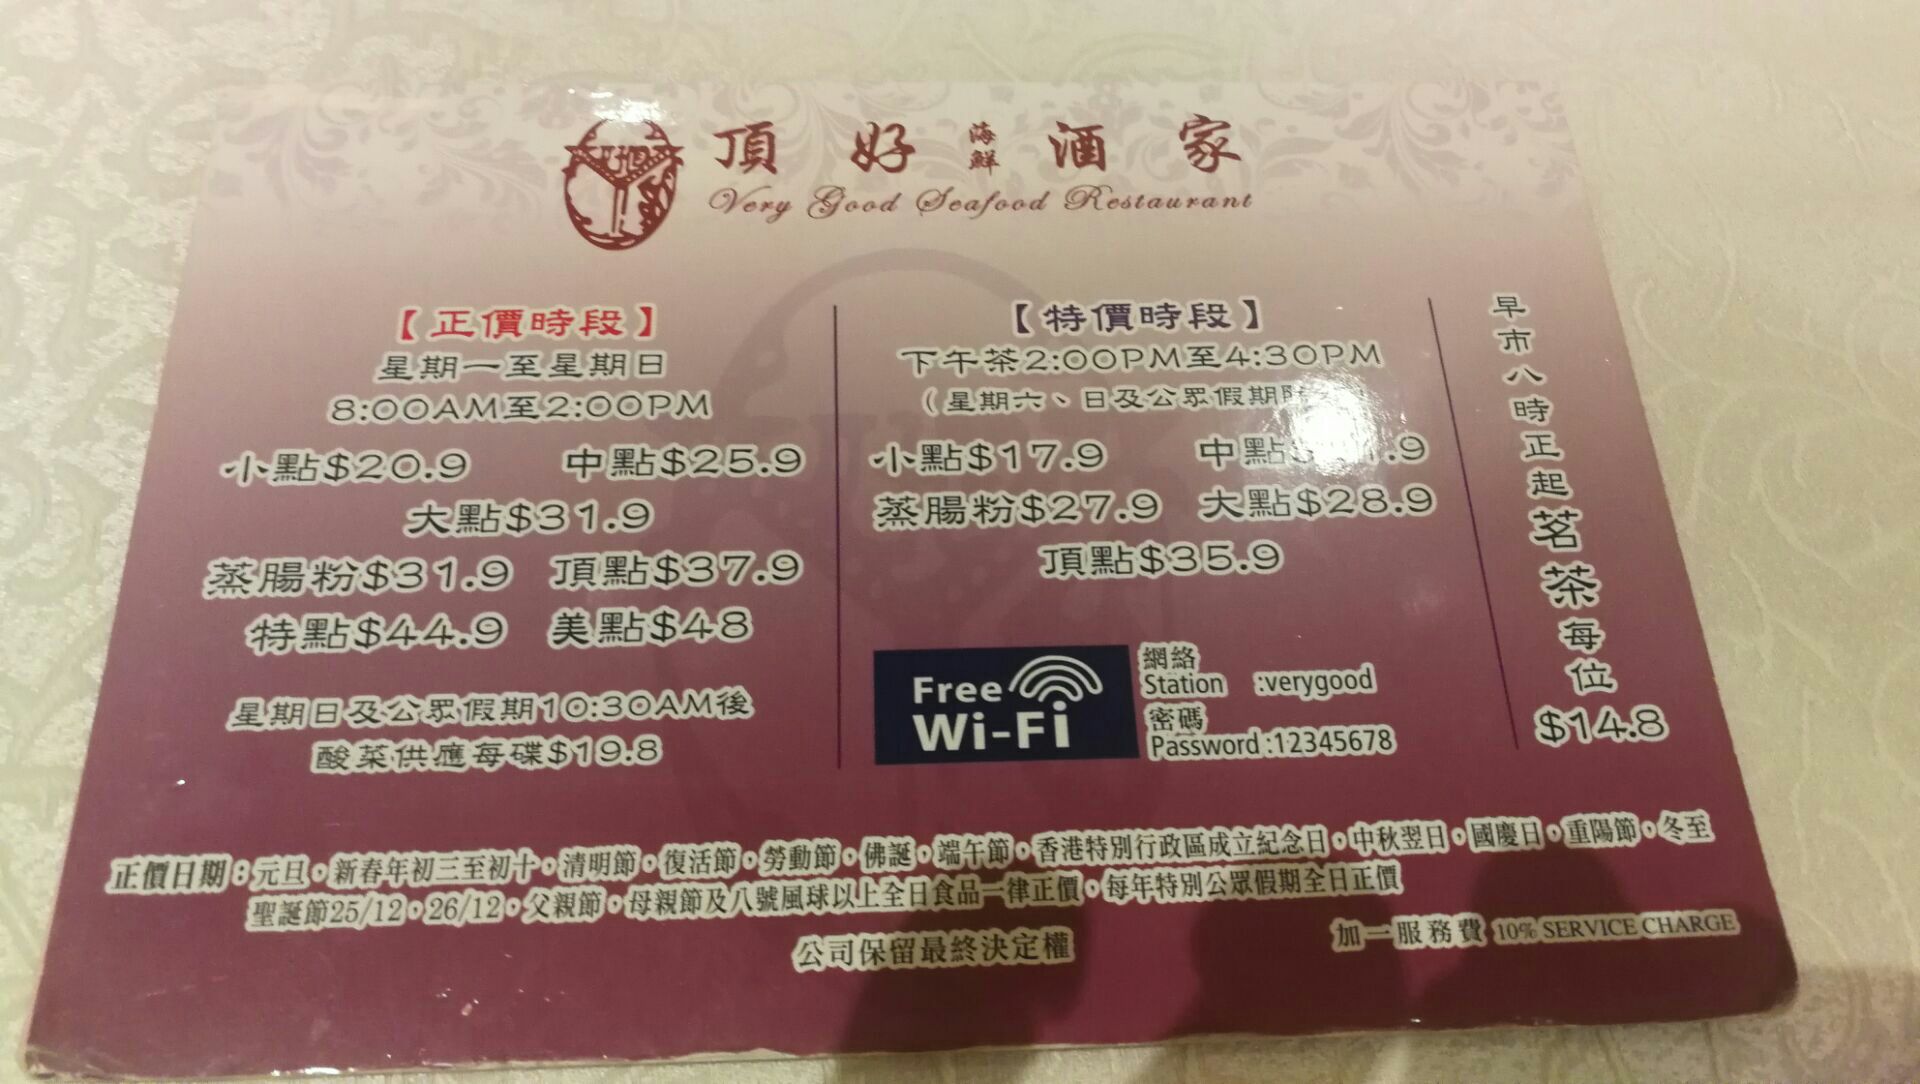 頂好海鮮酒家
Very Good Seafood Restaurant
【正價時段】
星期一至星期日
8:00AM至2:00PM
小點$20.9 中點$25.9
大點$31.9
蒸腸粉$31.9 頂點$37.9
特點$44.9 美點$48
星期日及公眾假期10:30AM後
酸菜供應每碟$19.8
【特價時段】
下午茶2:00PM至4:30PM
(星期六、日及公眾假期
小點$17.9 中點
蒸腸粉$27.9 大點$28.9
頂點$35.9
Free Wi-Fi
網絡
Station :verygood
密碼
Password:12345678
早市八時正起茗茶每位$14.8
正價日期：元旦，新春年初三至初十，清明節，復活節，勞動節，佛誕，端午節，香港特別行政區成立紀念日，中秋翌日，國慶日，重陽節，冬至
聖誕節25/12，26/12，父親節，母親節及八號風球以上全日食品一律正價，每年特別公眾假期全日正價
公司保留最終決定權
加一服務費 10% SERVICE CHARGE